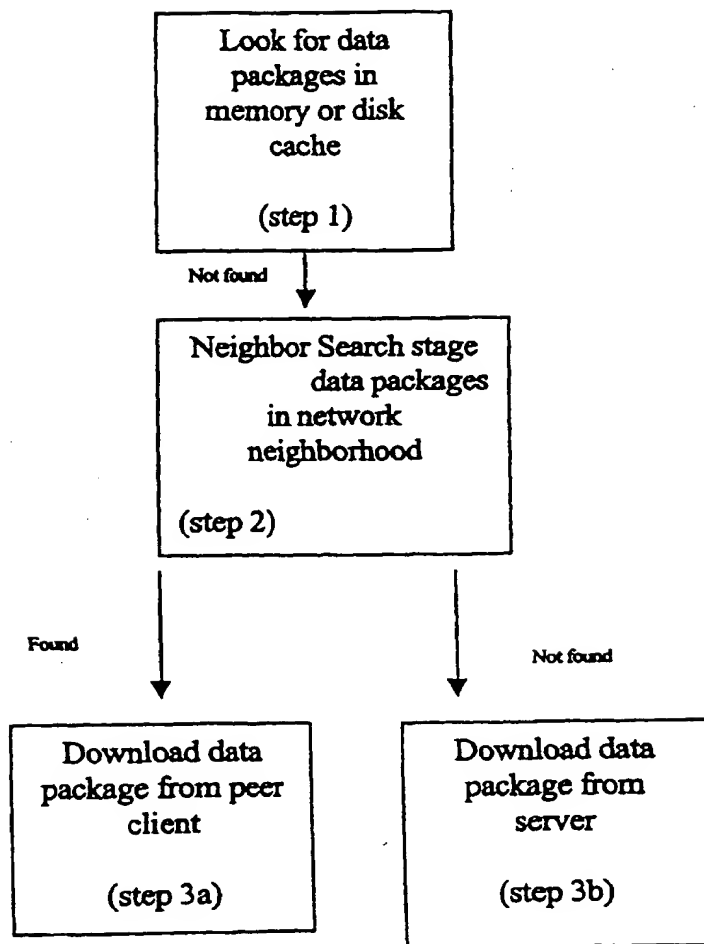 Look for data
packages in
memory or disk
cache
(step 1)
Not found
Neighbor Search stage
data packages
in network
neighborhood
(step 2)
Found
Not found
Download data
package from peer
client
(step 3a)
Download data
package from
server
(step 3b)